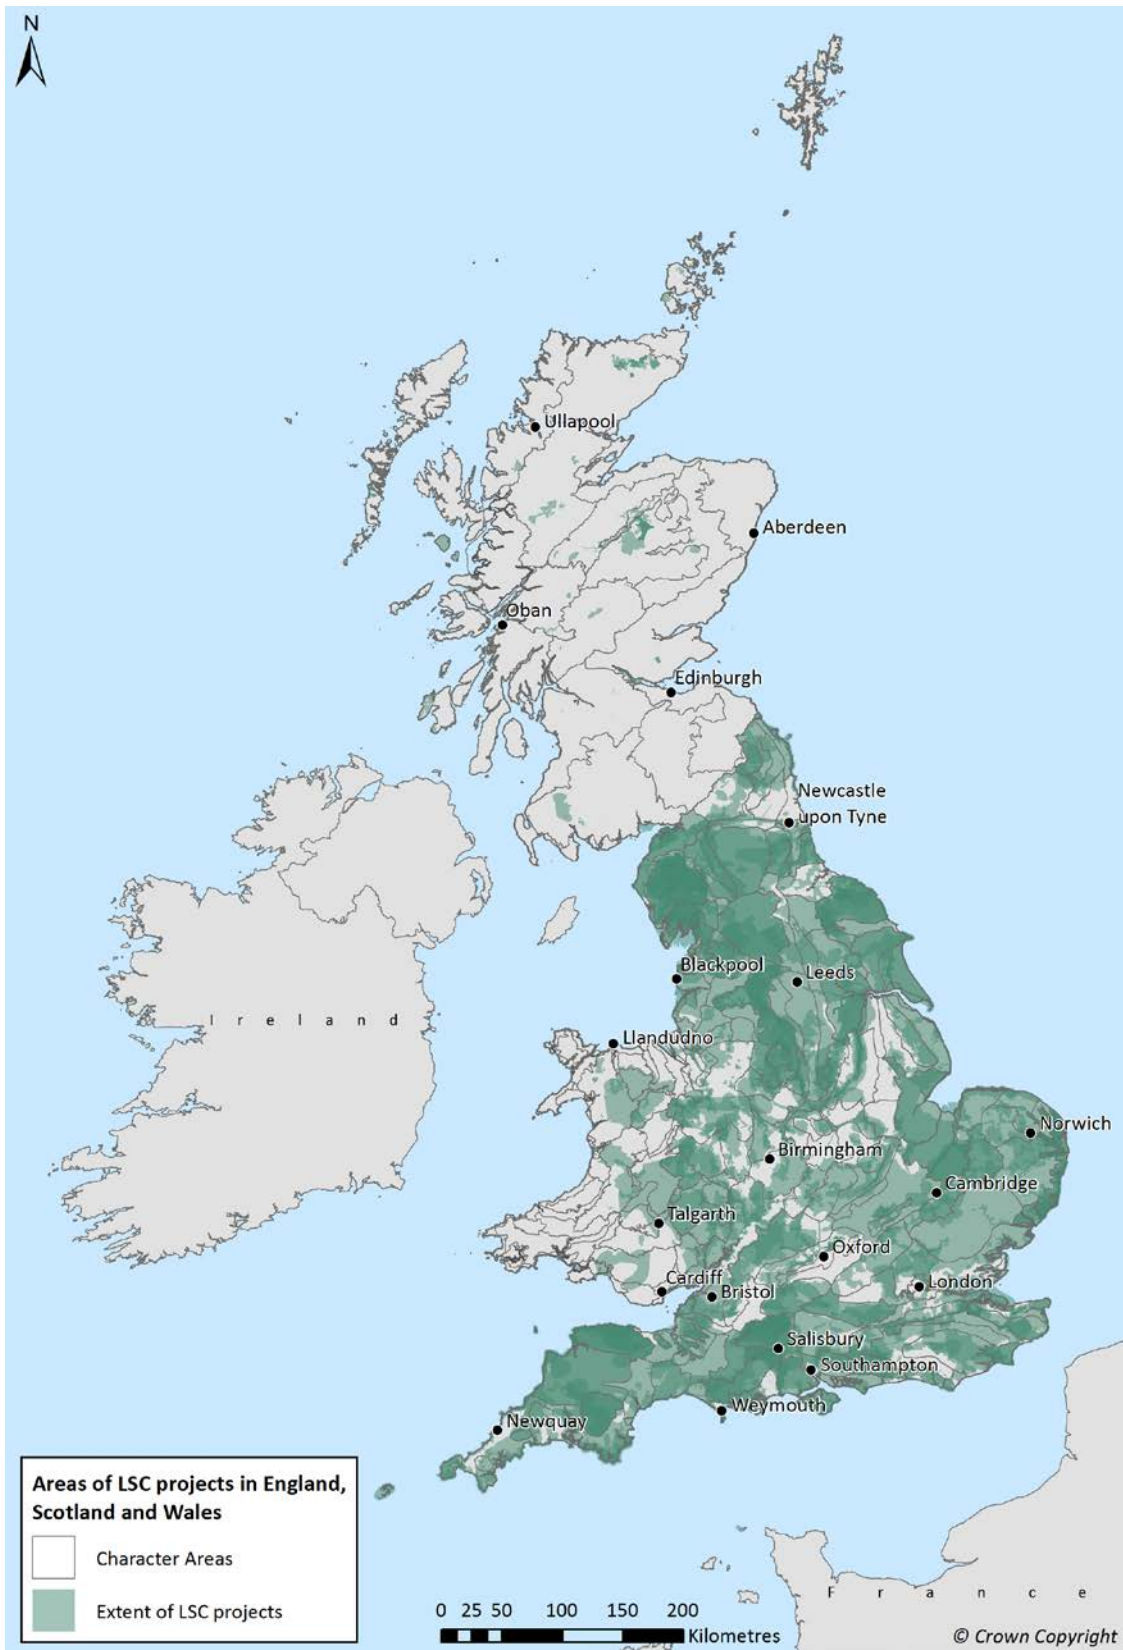 N
Ullapool
Aberdeen
Oban
Edinburgh
Newcastle
upon Tyne
Blackpool
Leeds
Ireland
Llandudno
Norwich
Birmingham
Cambridge
Talgarth
Oxford
Cardiff
London
Bristol
Salisbury
Southampton
Weymouth
Newquay
Areas of LSC projects in England,
Scotland and Wales
Character Areas
Extent of LSC projects
France
0 25 50 100 150 200
Kilometres
© Crown Copyright